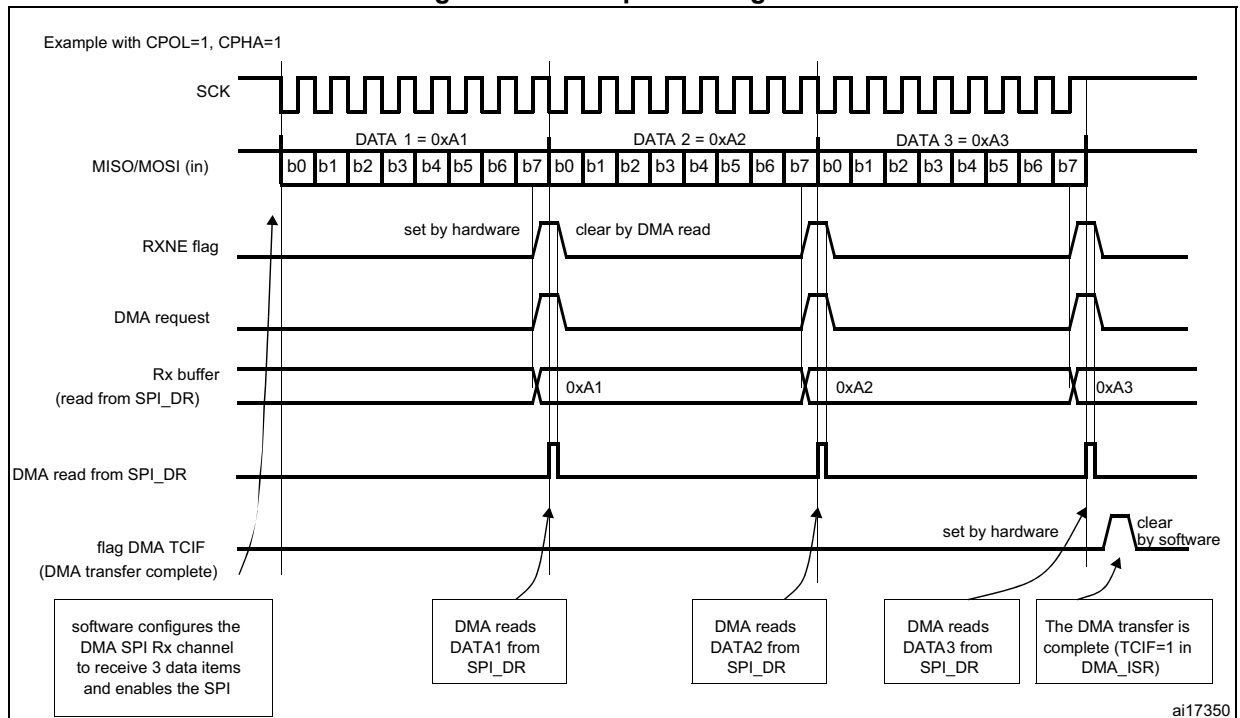 Example with CPOL=1, CPHA=1
SCK
DATA 1 = 0xA1
DATA 2 = 0xA2
DATA 3 = 0xA3
MISO/MOSI (in)
b0 b1 b2 b3 b4 b5 b6 b7 b0 b1 b2 b3 b4 b5 b6 b7 b0 b1 b2 b3 b4 b5 b6 b7
set by hardware
clear by DMA read
RXNE flag
DMA request
Rx buffer
(read from SPI_DR)
0xA1
0xA2
0xA3
DMA read from SPI_DR
set by hardware
clear
by software
flag DMA TCIF
(DMA transfer complete)
software configures the
DMA SPI Rx channel
to receive 3 data items
and enables the SPI
DMA reads
DATA1 from
SPI_DR
DMA reads
DATA2 from
SPI_DR
DMA reads
DATA3 from
SPI_DR
The DMA transfer is
complete (TCIF=1 in
DMA_ISR)
ai17350